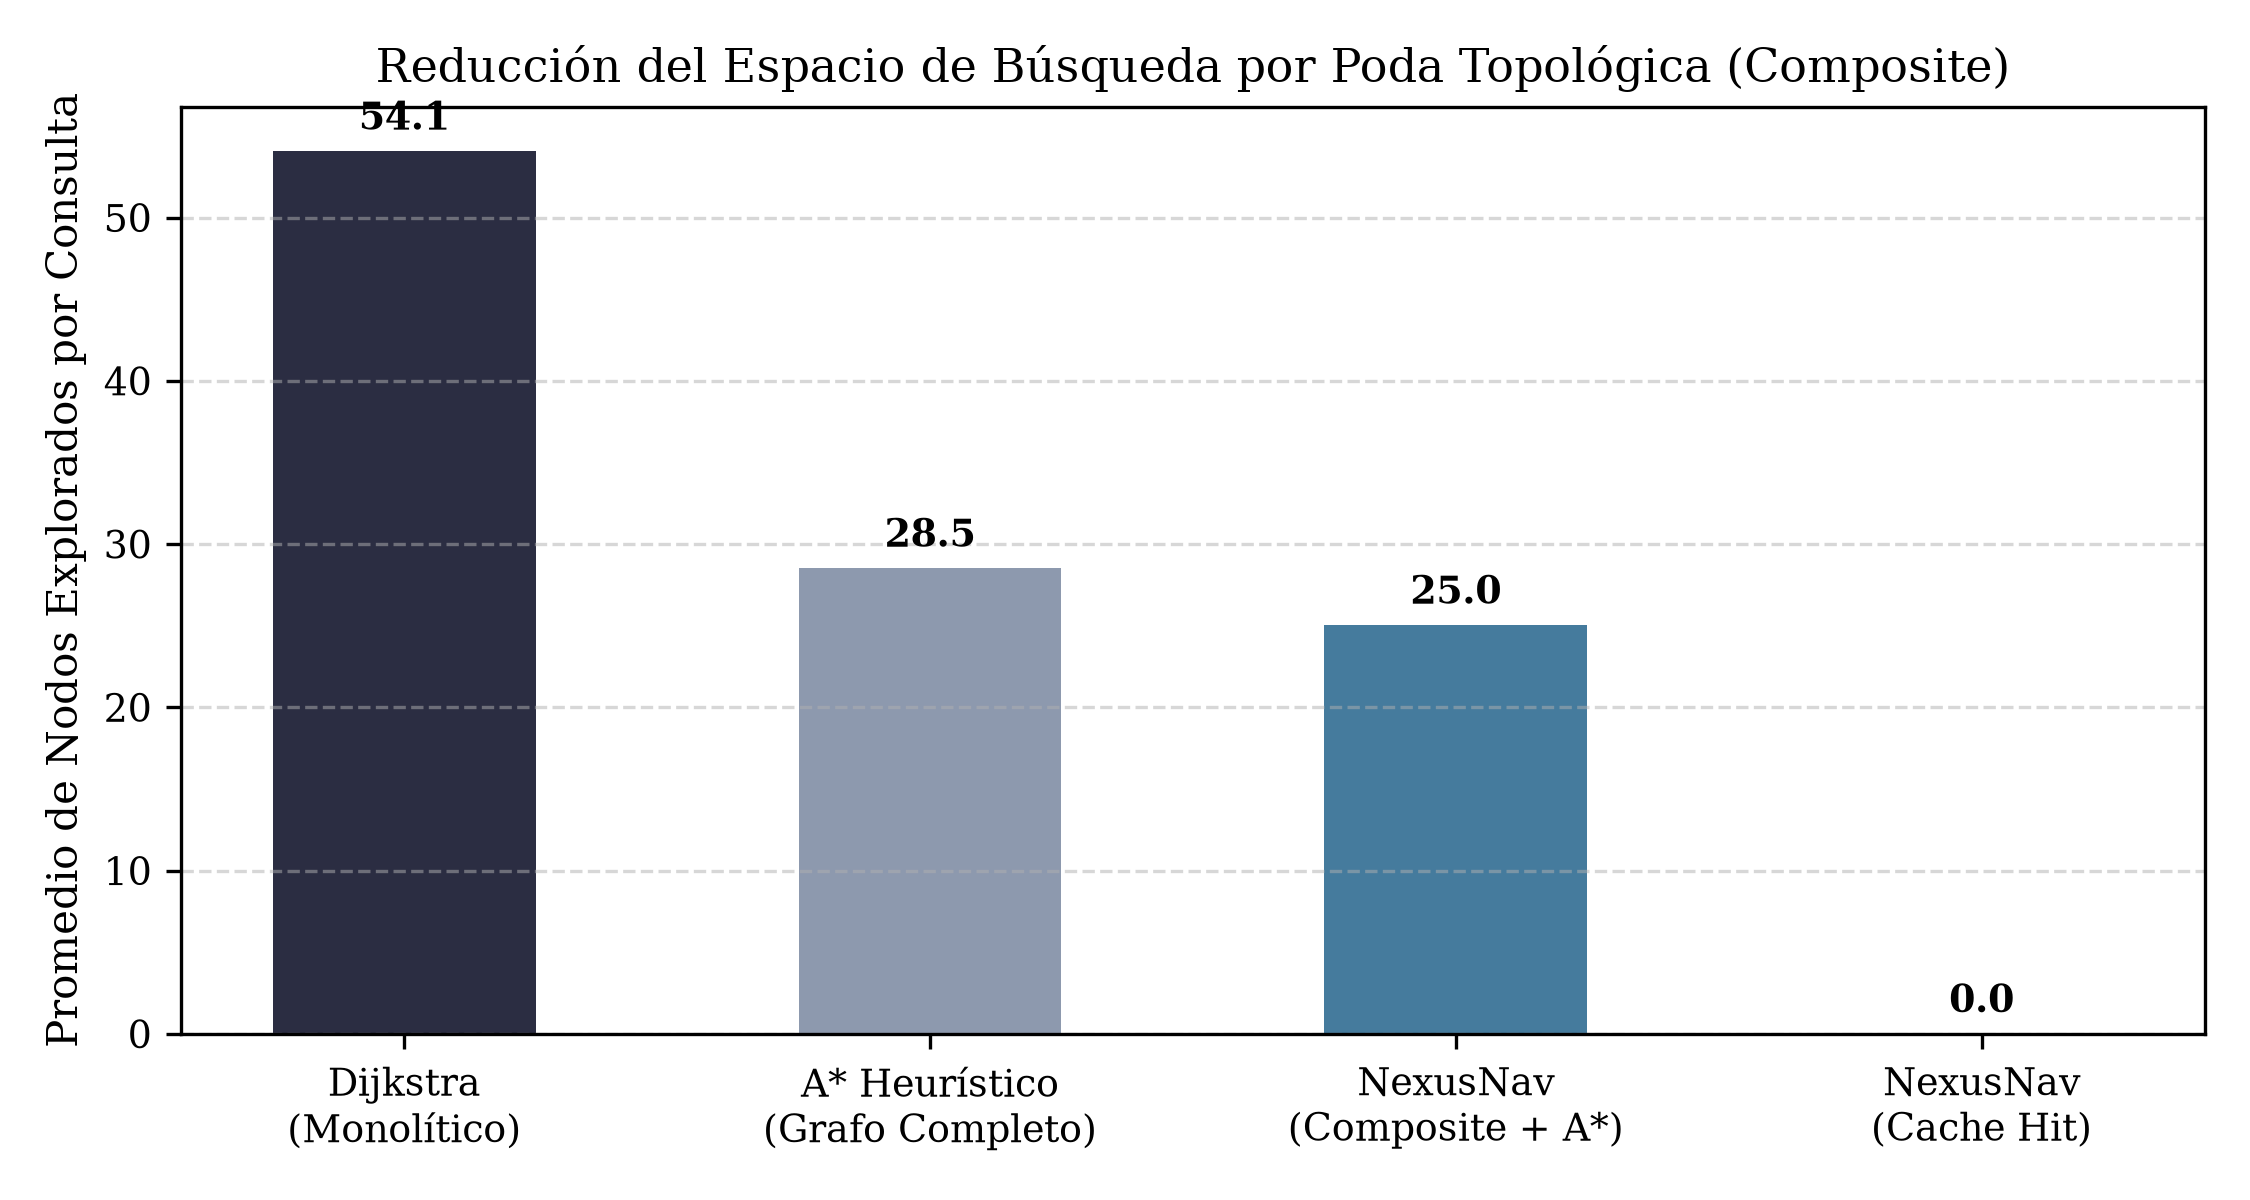 Reducción del Espacio de Búsqueda por Poda Topológica (Composite)
Promedio de Nodos Explorados por Consulta
50
40
30
20
10
0
54.1
28.5
25.0
0.0
Dijkstra
(Monolítico)
A* Heurístico
(Grafo Completo)
NexusNav
(Composite + A*)
NexusNav
(Cache Hit)